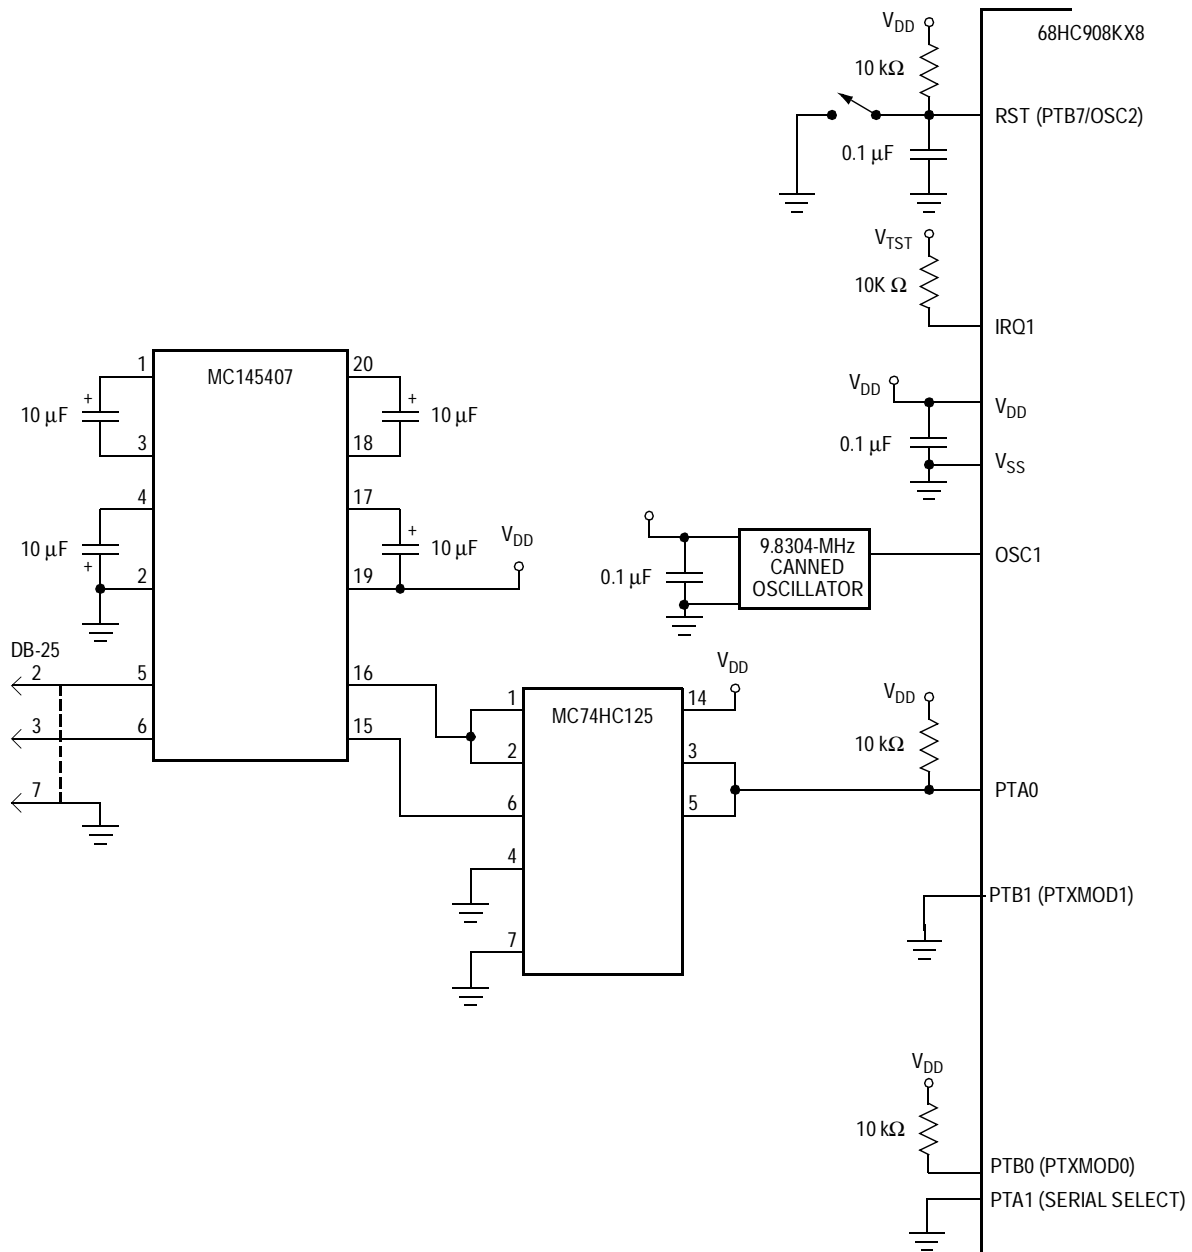 68HC908KX8
VDD
10 kΩ
RST (PTB7/OSC2)
0.1 µF
VTST
10K Ω
IRQ1
MC145407
1
20
10 µF
+
+
10 µF
3
18
VDD
VDD
0.1 µF
VSS
4
17
10 µF
+
+
10 µF
VDD
2
19
0.1 µF
9.8304-MHz
CANNED
OSCILLATOR
OSC1
DB-25
2
5
16
3
6
15
7
VDD
1
MC74HC125
14
2
3
6
5
4
7
VDD
10 kΩ
PTA0
PTB1 (PTXMOD1)
VDD
10 kΩ
PTB0 (PTXMOD0)
PTA1 (SERIAL SELECT)